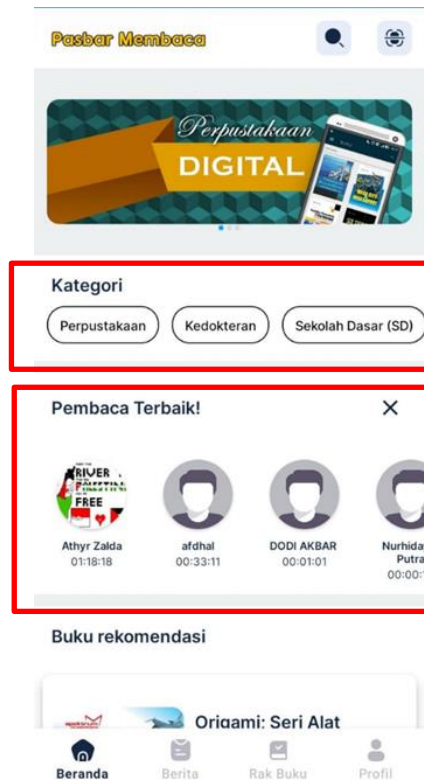 Pasbar Membaca
Perpustakaan
DIGITAL
Kategori
Perpustakaan Kedokteran Sekolah Dasar (SD)
Pembaca Terbaik!
RIVER
PALESTINE
FREE
Athyr Zalda afdhal DODI AKBAR
Putra
01:18:18 00:33:11 00:01:01
Buku rekomendasi
Origami: Seri Alat
Beranda Berita Rak Buku Profil